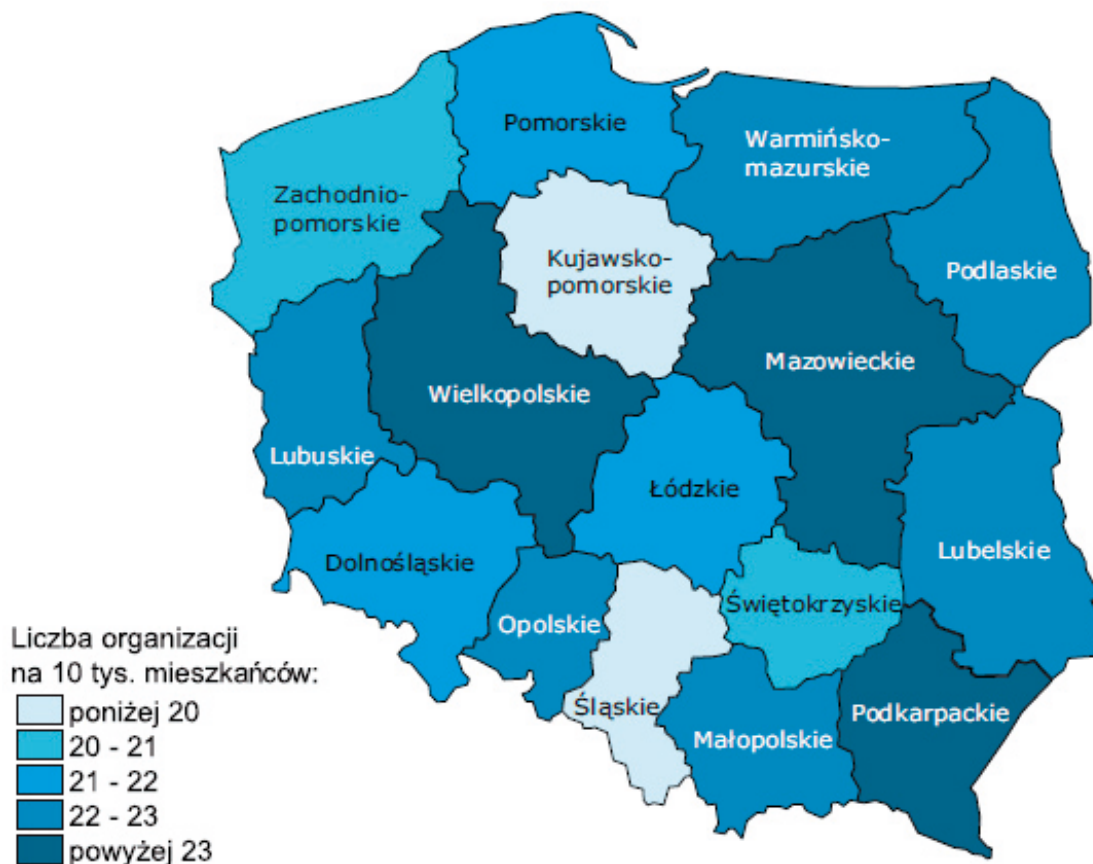 Pomorskie
Warmińsko-
mazurskie
Zachodnio-
pomorskie
Kujawsko-
pomorskie
Podlaskie
Mazowieckie
Wielkopolskie
Lubuskie
Łódzkie
Dolnośląskie
Lubelskie
Opolskie
Świętokrzyskie
Śląskie
Małopolskie
Podkarpackie
Liczba organizacji
na 10 tys. mieszkańców:
poniżej 20
20 - 21
21 - 22
22 - 23
powyżej 23